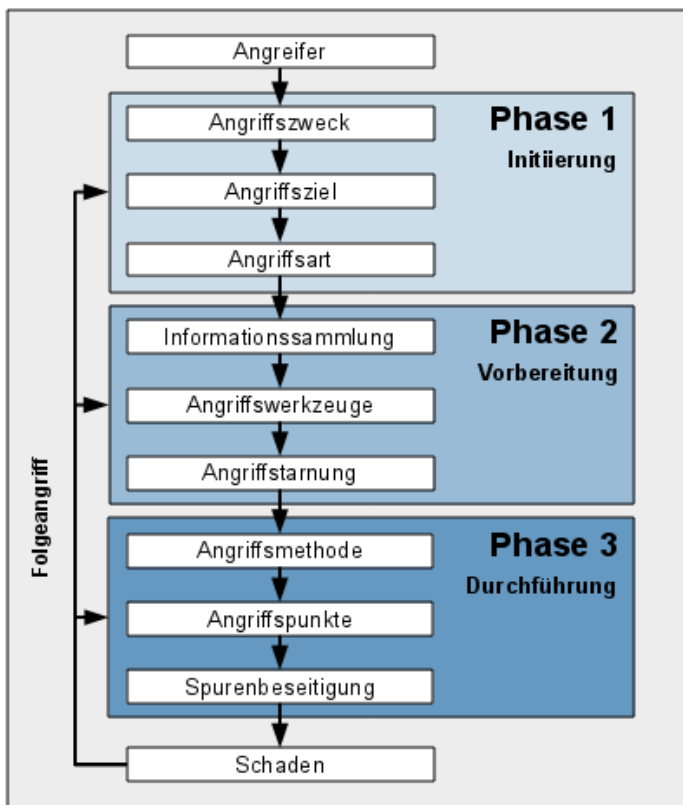 Angreifer
Phase 1
Initiierung
Angriffszweck
Angriffsziel
Angriffsart
Phase 2
Vorbereitung
Informationssammlung
Angriffswerkzeuge
Angriffstarnung
Phase 3
Durchführung
Angriffsmethode
Angriffspunkte
Spurenbeseitigung
Schaden
Folgeangriff